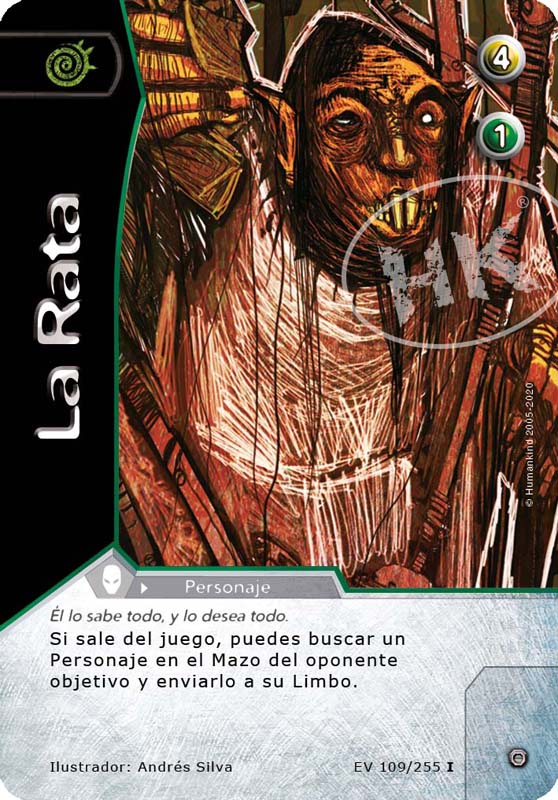 4
1
La Rata
HK
®
© Humankind 2005-2020
Personaje
Él lo sabe todo, y lo desea todo.
Si sale del juego, puedes buscar un
Personaje en el Mazo del oponente
objetivo y enviarlo a su Limbo.
Ilustrador: Andrés Silva
EV 109/255 I